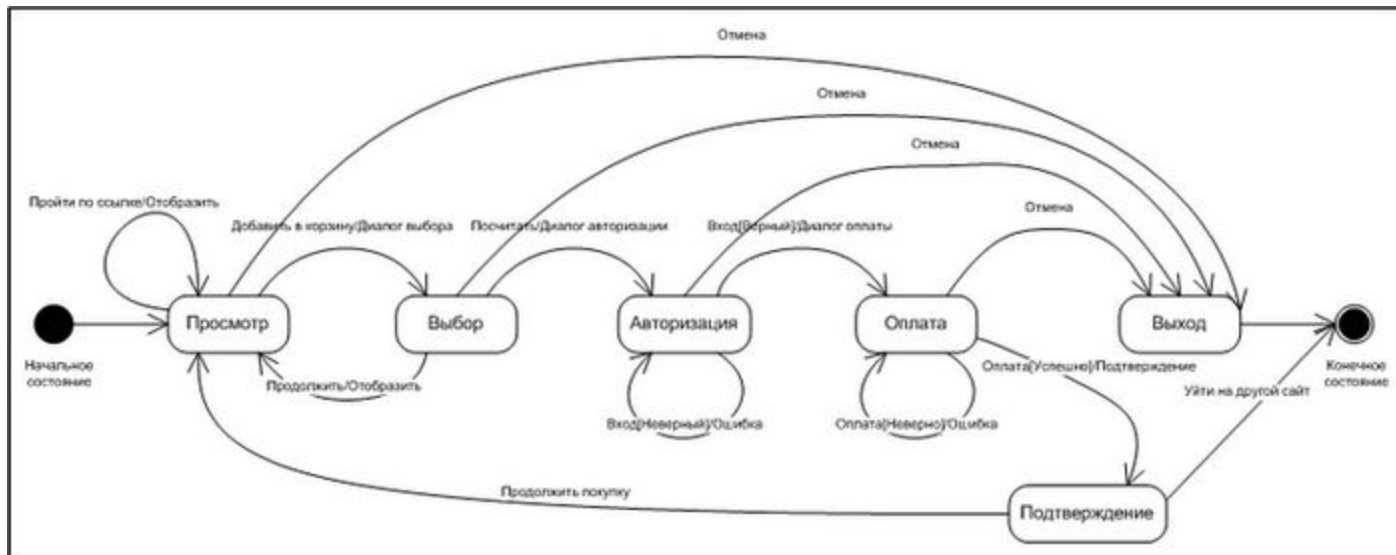 Отмена
Отмена
Отмена
Пройти по ссылке/Отобразить
Добавить в корзину/Диалог выбора
Посчитать/Диалог авторизации
Вход[Верный]/Диалог оплаты
Отмена
Просмотр
Выбор
Авторизация
Оплата
Выход
Начальное
состояние
Конечное
состояние
Продолжить/Отобразить
Оплата[Успешно]/Подтверждение
Уйти на другой сайт
Вход[Неверный]/Ошибка
Оплата[Неверно]/Ошибка
Продолжить покупку
Подтверждение